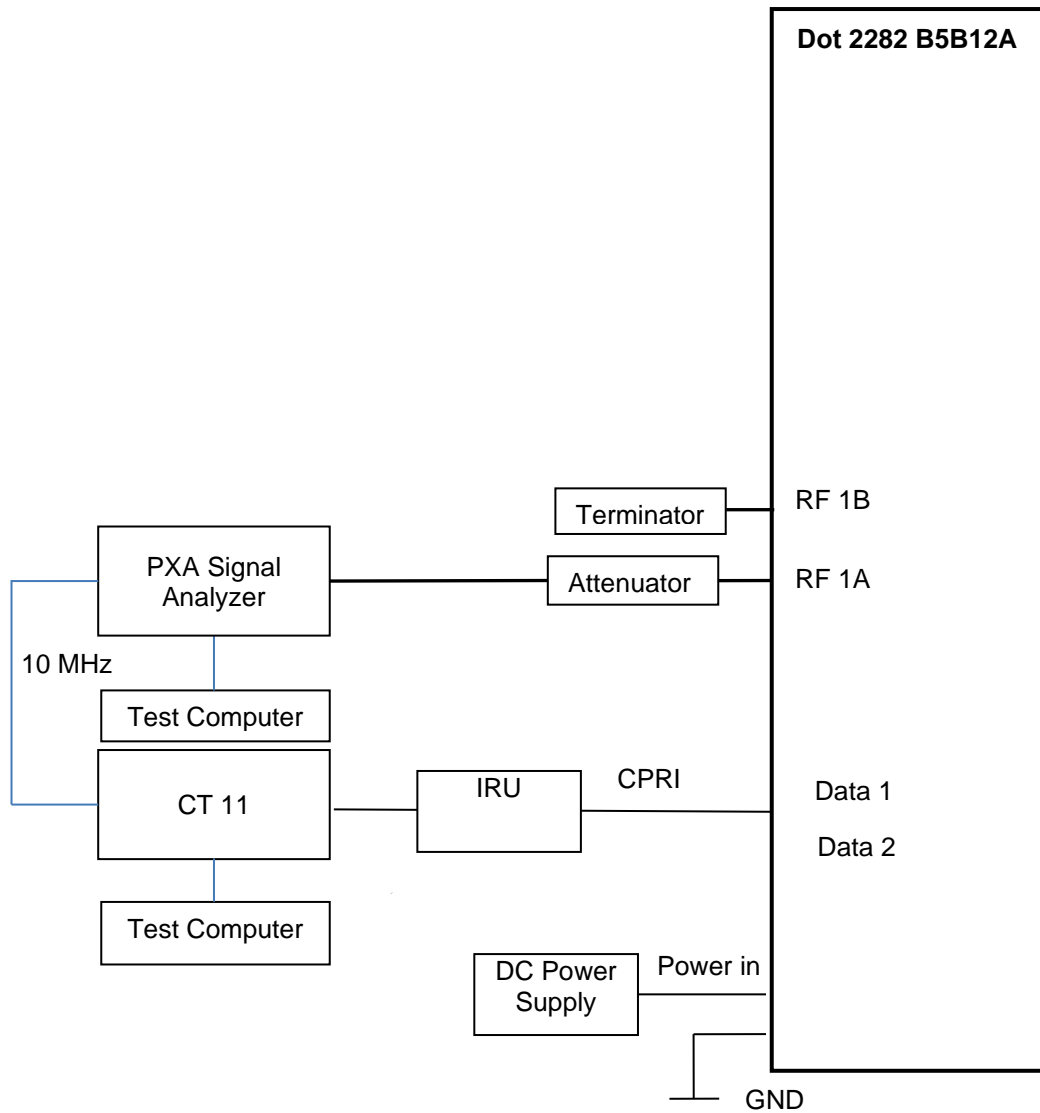 Dot 2282 B5B12A
RF 1B
Terminator
PXA Signal
Analyzer
Attenuator
RF 1A
10 MHz
Test Computer
IRU
CPRI
Data 1
CT 11
Data 2
Test Computer
DC Power
Supply
Power in
GND